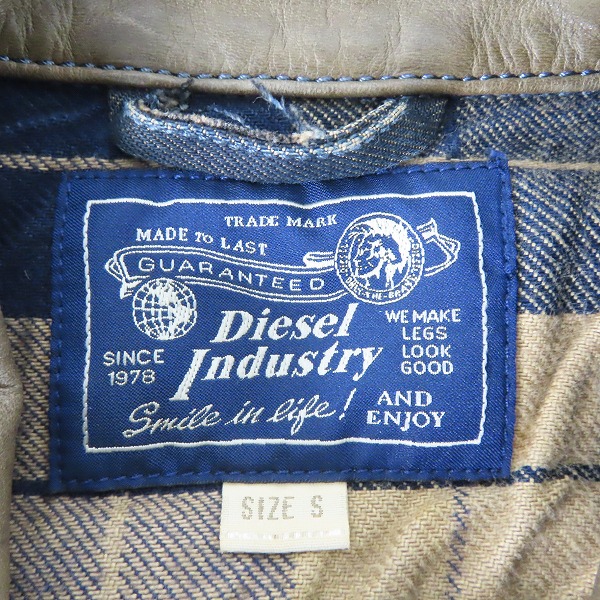 TRADE MARK
MADE TO LAST
GUARANTEED
Diesel
Industry
SINCE
1978
WE MAKE
LEGS
LOOK
GOOD
Smile in life!
AND
ENJOY
SIZE S